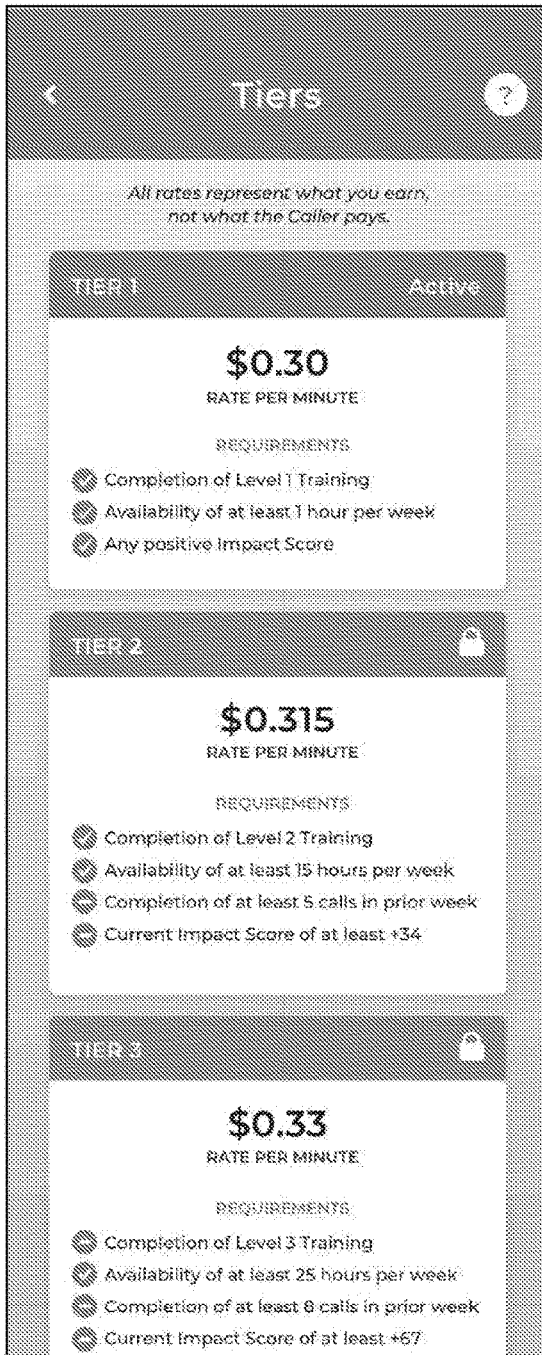 Tiers
?
All rates represent what you earn,
not what the Caller pays.
TIER 1 Active
$0.30
RATE PER MINUTE
REQUIREMENTS
Completion of Level 1 Training
Availability of at least 1 hour per week
Any positive Impact Score
TIER 2
$0.315
RATE PER MINUTE
REQUIREMENTS
Completion of Level 2 Training
Availability of at least 15 hours per week
Completion of at least 5 calls in prior week
Current Impact Score of at least +34
TIER 3
$0.33
RATE PER MINUTE
REQUIREMENTS
Completion of Level 3 Training
Availability of at least 25 hours per week
Completion of at least 8 calls in prior week
Current Impact Score of at least +67